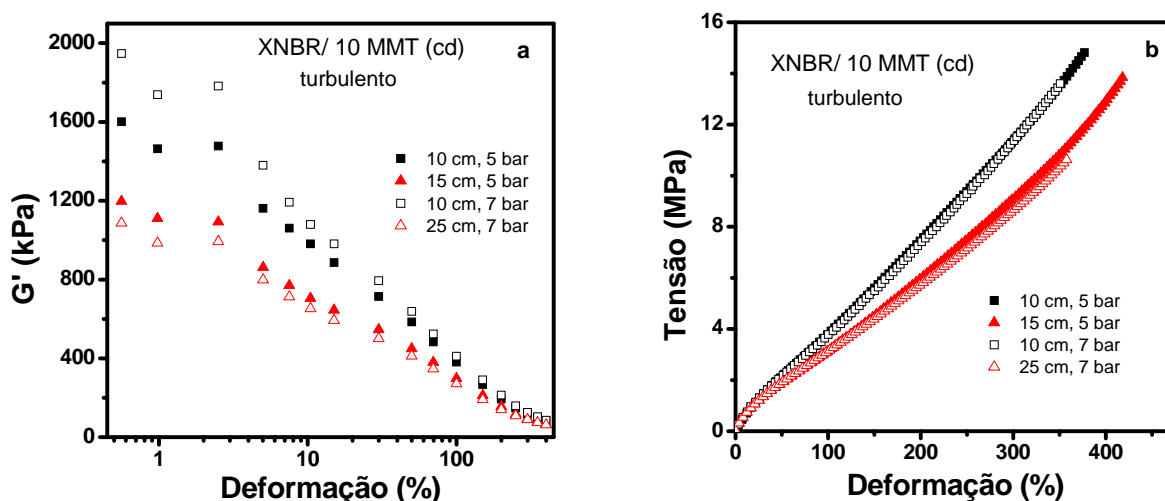 XNBR/ 10 MMT (cd)
turbulento
a
10 cm, 5 bar
15 cm, 5 bar
10 cm, 7 bar
25 cm, 7 bar
G' (kPa)
2000
1600
1200
800
400
0
1
10
100
Deformação (%)
b
XNBR/ 10 MMT (cd)
turbulento
10 cm, 5 bar
15 cm, 5 bar
10 cm, 7 bar
25 cm, 7 bar
Tensão (MPa)
16
12
8
4
0
0
100
200
300
400
Deformação (%)